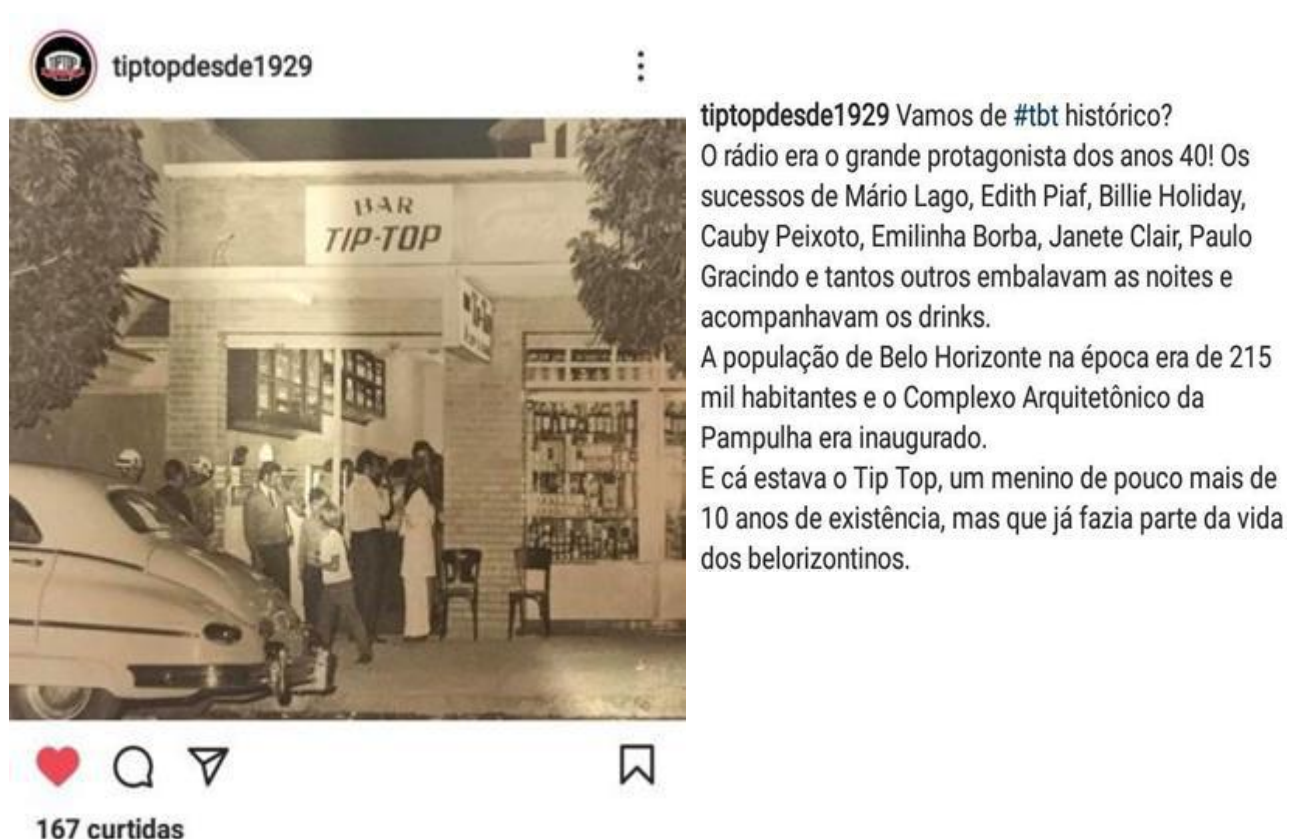 tiptopdesde1929
BAR
TIP-TOP
167 curtidas
tiptopdesde1929 Vamos de #tbt histórico?
O rádio era o grande protagonista dos anos 40! Os
sucessos de Mário Lago, Edith Piaf, Billie Holiday,
Cauby Peixoto, Emilinha Borba, Janete Clair, Paulo
Gracindo e tantos outros embalavam as noites e
acompanhavam os drinks.
A população de Belo Horizonte na época era de 215
mil habitantes e o Complexo Arquitetônico da
Pampulha era inaugurado.
E cá estava o Tip Top, um menino de pouco mais de
10 anos de existência, mas que já fazia parte da vida
dos belorizontinos.